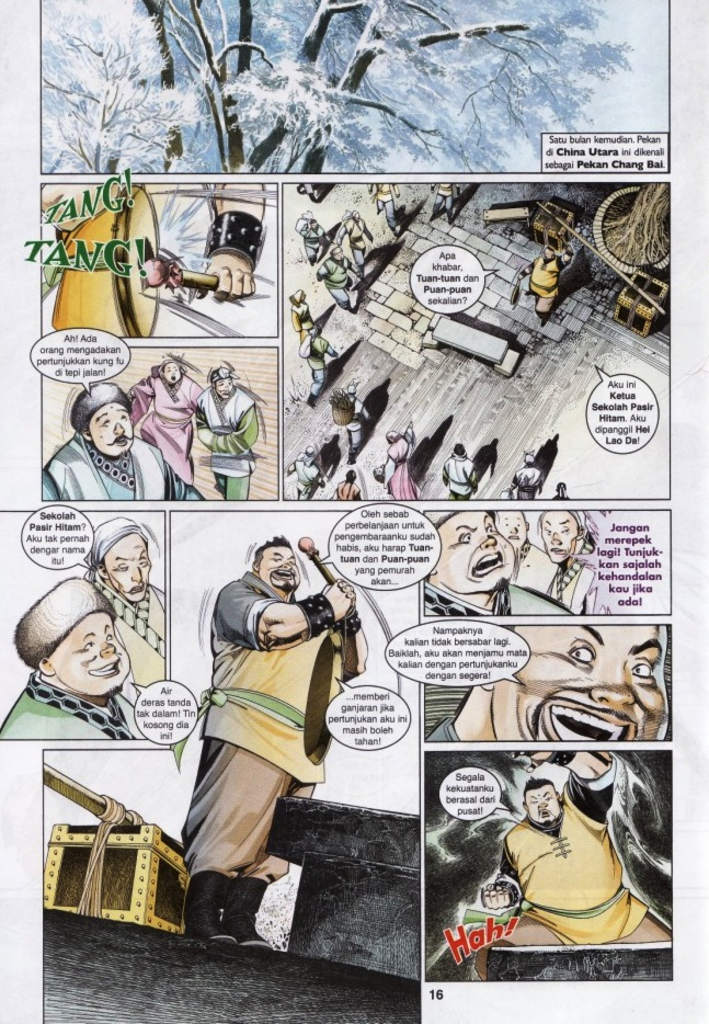 Satu bulan kemudian. Pekan
di China Utara ini dikenali
sebagai Pekan Chang Bai.
TANG!
TANG!
Apa
khabar,
Tuan-tuan dan
Puan-puan
sekalian?
Ah! Ada
orang mengadakan
pertunjukkan kung fu
di tepi jalan!
Aku ini
Ketua
Sekolah Pasir
Hitam. Aku
dipanggil Hei
Lao Da!
Sekolah
Pasir Hitam?
Aku tak pernah
dengar nama
itu!
Air
deras tanda
tak dalam! Tin
kosong dia
ini!
Oleh sebab
perbelanjaan untuk
pengembaraanku sudah
habis, aku harap Tuan-
tuan dan Puan-puan
yang pemurah
akan...
...memberi
ganjaran jika
pertunjukan aku ini
masih boleh
tahan!
Jangan
merepek
lagi! Tunjuk-
kan sajalah
kehandalan
kau jika
ada!
Nampaknya
kalian tidak bersabar lagi.
Baiklah, aku akan menjamu mata
kalian dengan pertunjukanku
dengan segera!
Segala
kekuatanku
berasal dari
pusat!
Hah!
16